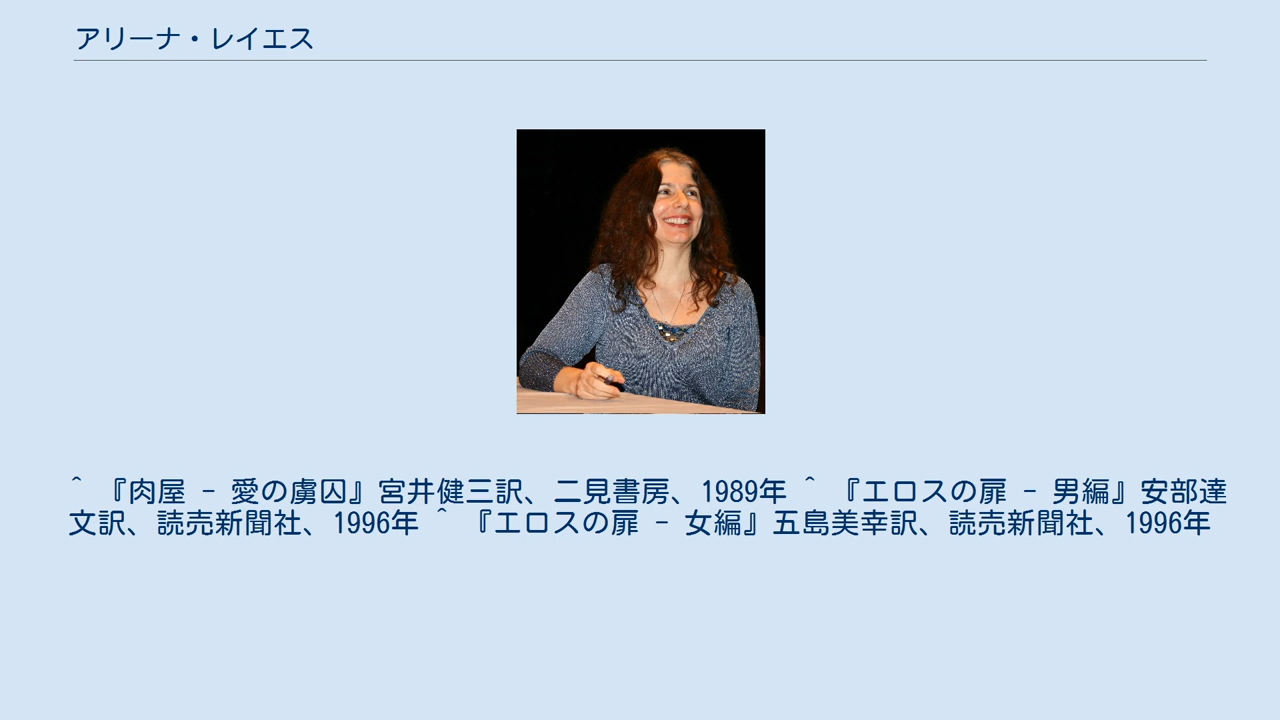 アリーナ・レイエス
^ 『肉屋 - 愛の虜囚』宮井健三訳、二見書房、1989年 ^ 『エロスの扉 - 男編』安部達
文訳、読売新聞社、1996年 ^ 『エロスの扉 - 女編』五島美幸訳、読売新聞社、1996年